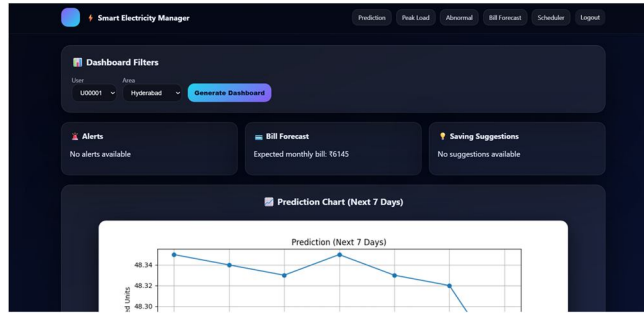 Smart Electricity Manager
Prediction Peak Load Abnormal Bill Forecast Scheduler Logout
Dashboard Filters
User Area
U00001 Hyderabad Generate Dashboard
Alerts
No alerts available
Bill Forecast
Expected monthly bill: ₹6145
Saving Suggestions
No suggestions available
Prediction Chart (Next 7 Days)
Prediction (Next 7 Days)
48.34
48.32
48.30
Units